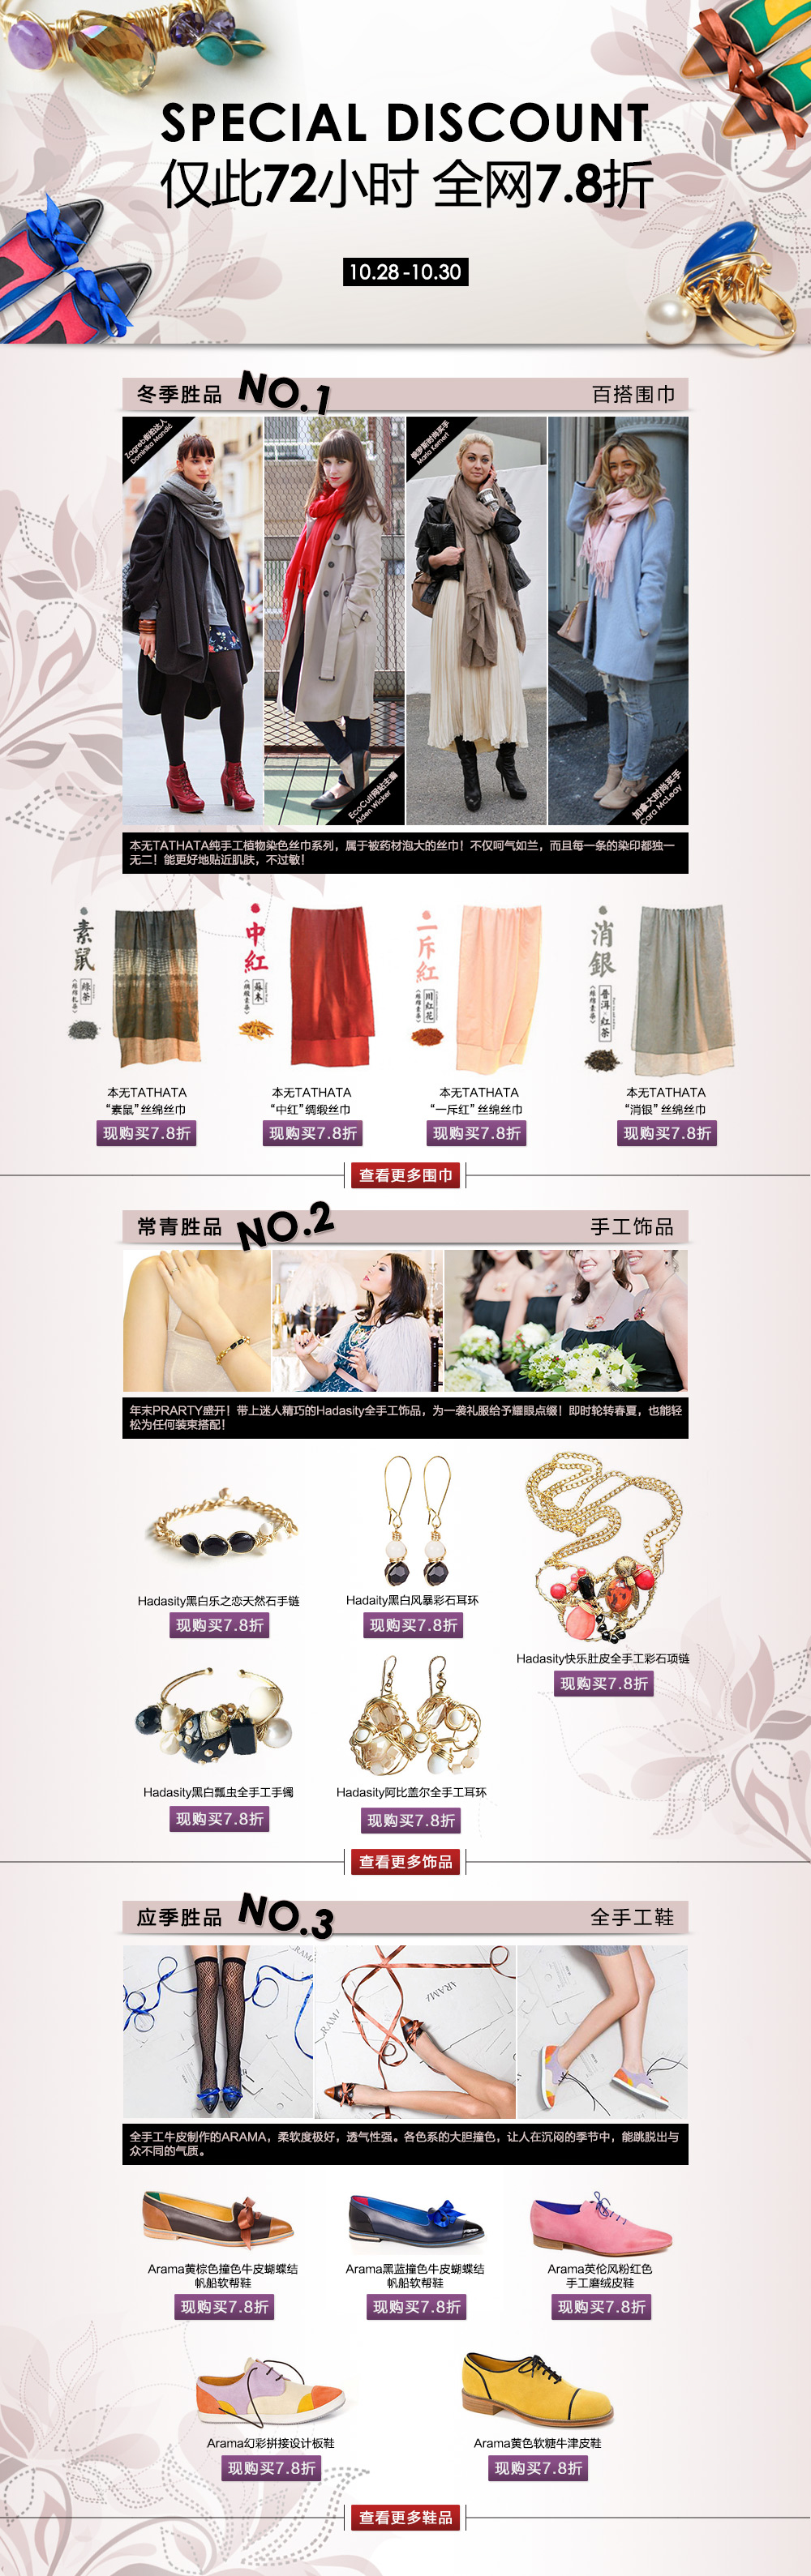 SPECIAL DISCOUNT
仅此72小时 全网7.8折
10.28 -10.30
冬季胜品 NO.1 百搭围巾
Zagreb街拍达人
Dominika Mandić
俄罗斯时尚买手
Maria Kerneri
EcoCult网站主编
Alden Wicker
加拿大时尚买手
Cara McLeay
本无TATHATA纯手工植物染色丝巾系列，属于被药材泡大的丝巾！不仅呵气如兰，而且每一条的染印都独一
无二！能更好地贴近肌肤，不过敏！
素鼠
綠茶
中紅
蘇木
一斥紅
川红花
消銀
普洱·红茶
本无TATHATA
“素鼠”丝绵丝巾
现购买7.8折
本无TATHATA
“中红”绸缎丝巾
现购买7.8折
本无TATHATA
“一斥红”丝绵丝巾
现购买7.8折
本无TATHATA
“消银”丝绵丝巾
现购买7.8折
查看更多围巾
常青胜品 NO.2 手工饰品
年末PRARTY盛开！带上迷人精巧的Hadasity全手工饰品，为一袭礼服给予耀眼点缀！即时轮转春夏，也能轻
松为任何装束搭配！
Hadasity黑白乐之恋天然石手链
现购买7.8折
Hadaity黑白风暴彩石耳环
现购买7.8折
Hadasity快乐肚皮全手工彩石项链
现购买7.8折
Hadasity黑白瓢虫全手工手镯
现购买7.8折
Hadasity阿比盖尔全手工耳环
现购买7.8折
查看更多饰品
应季胜品 NO.3 全手工鞋
ARAMA
ARAMA
全手工牛皮制作的ARAMA，柔软度极好，透气性强。各色系的大胆撞色，让人在沉闷的季节中，能跳脱出与
众不同的气质。
Arama黄棕色撞色牛皮蝴蝶结
帆船软帮鞋
现购买7.8折
Arama黑蓝撞色牛皮蝴蝶结
帆船软帮鞋
现购买7.8折
Arama英伦风粉红色
手工磨绒皮鞋
现购买7.8折
Arama幻彩拼接设计板鞋
现购买7.8折
Arama黄色软糖牛津皮鞋
现购买7.8折
查看更多鞋品